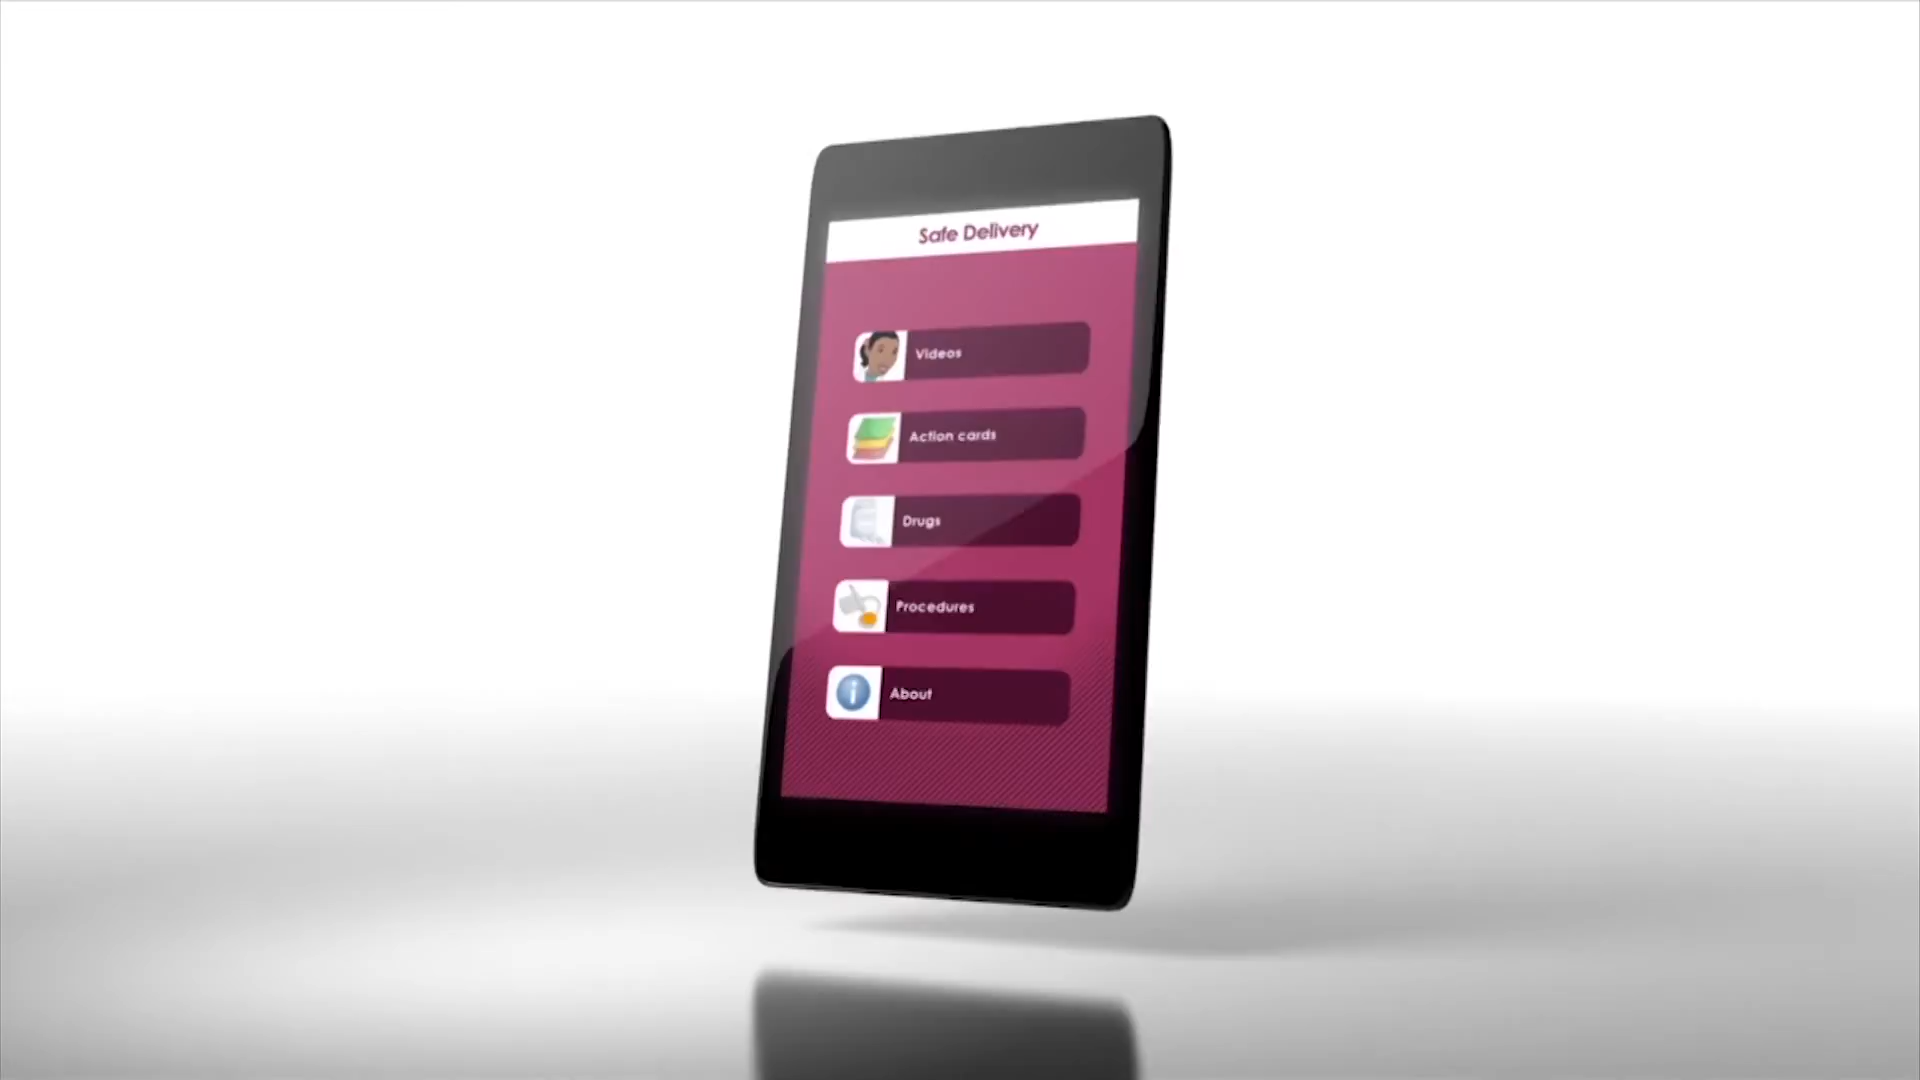 Safe Delivery
Videos
Action cards
Drugs
Procedures
About